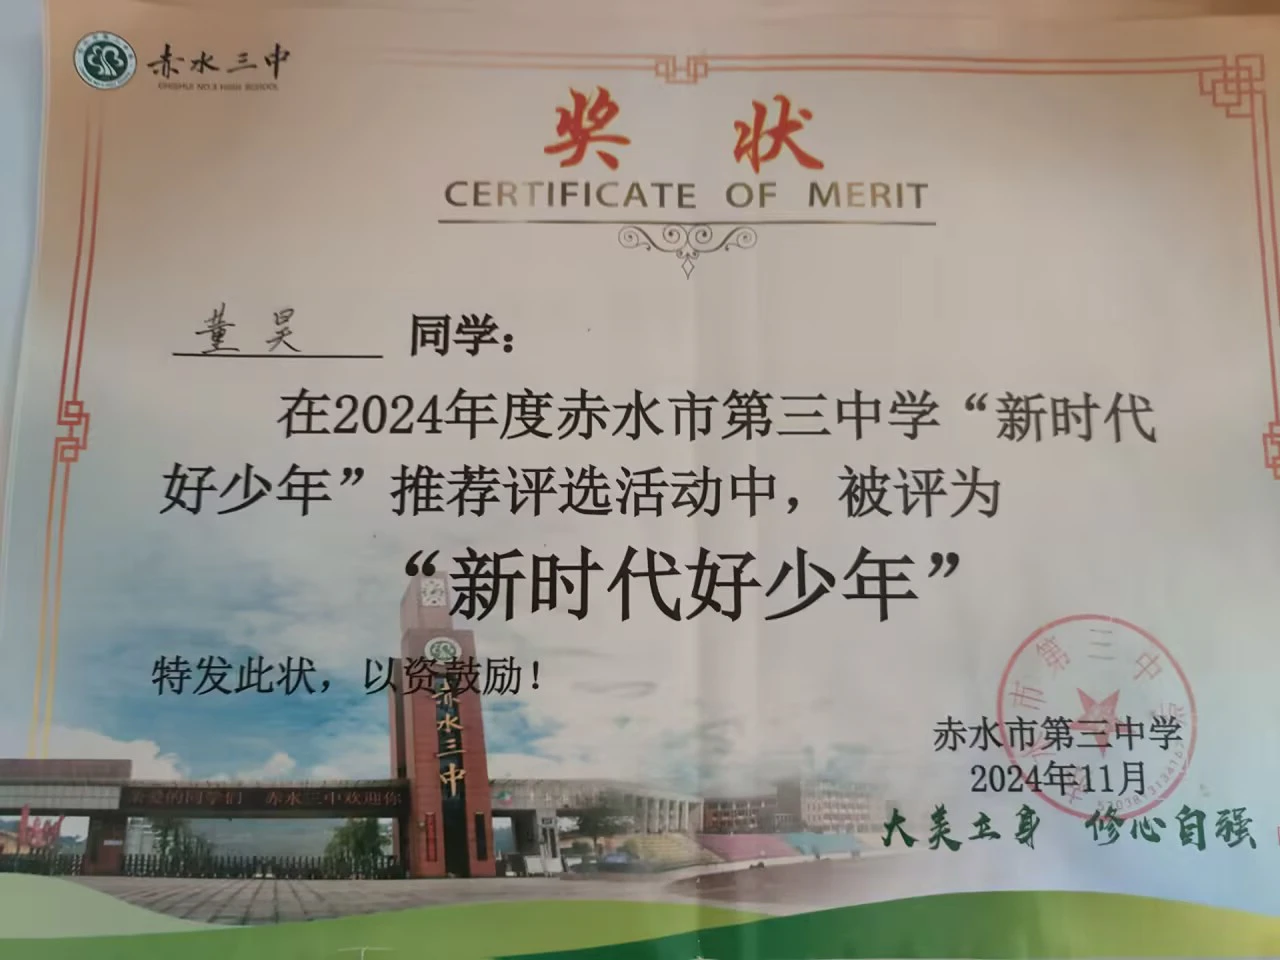 赤水三中
CHISHUI NO.3 HIGH SCHOOL
奖 状
CERTIFICATE OF MERIT
董昊 同学：
在2024年度赤水市第三中学“新时代
好少年”推荐评选活动中，被评为
“新时代好少年”
特发此状，以资鼓励！
赤水三中
市第三中学
赤水市第三中学
2024年11月
亲爱的同学们 赤水三中欢迎你
大美立身 修心自强